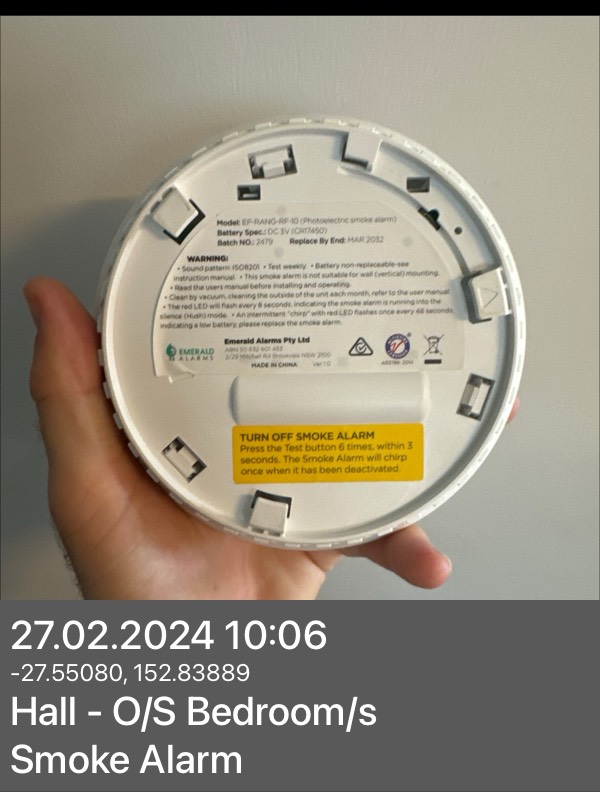 Model: EP-RANG-RF-10 (Photoelectric smoke alarm)
Battery Spec.: DC 3V (CR17450)
Batch NO.: 2479 Replace By End: MAR 2032
WARNING:
• Sound pattern: ISO8201 • Test weekly. • Battery non-replaceable-see
instruction manual. • This smoke alarm is not suitable for wall (vertical) mounting.
• Read the users manual before installing and operating.
• Clean by vacuum, cleaning the outside of the unit each month, refer to the user manual.
• The red LED will flash every 8 seconds, indicating the smoke alarm is running into the
silence (Hush) mode. • An intermittent "chirp" with red LED flashes once every 48 seconds,
indicating a low battery, please replace the smoke alarm.
EMERALD
ALARMS
Emerald Alarms Pty Ltd
NSW 2100
MADE IN CHINA Ver1.0
AS3786: 2014
TURN OFF SMOKE ALARM
Press the Test button 6 times, within 3
seconds. The Smoke Alarm will chirp
once when it has been deactivated.
27.02.2024 10:06
-27.55080, 152.83889
Hall - O/S Bedroom/s
Smoke Alarm